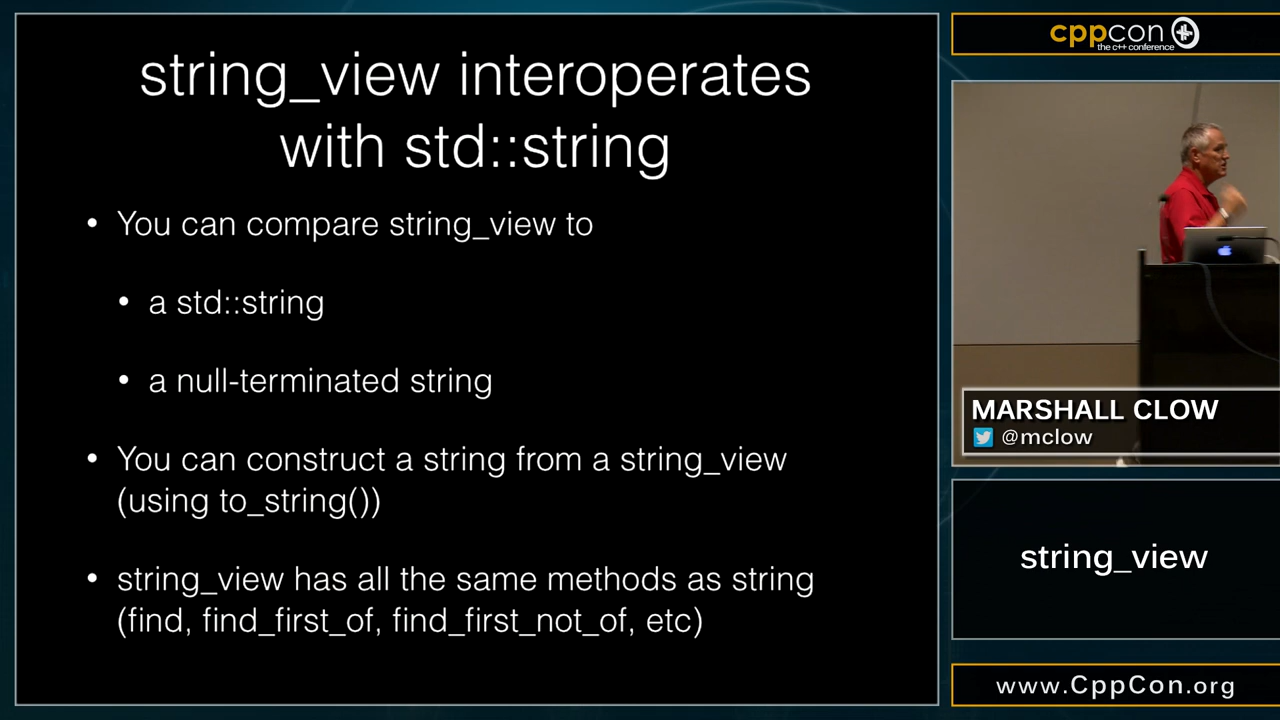 string_view interoperates
with std::string
• You can compare string_view to
• a std::string
• a null-terminated string
• You can construct a string from a string_view
(using to_string())
• string_view has all the same methods as string
(find, find_first_of, find_first_not_of, etc)
cppcon
the c++ conference
MARSHALL CLOW
@mclow
string_view
www.CppCon.org